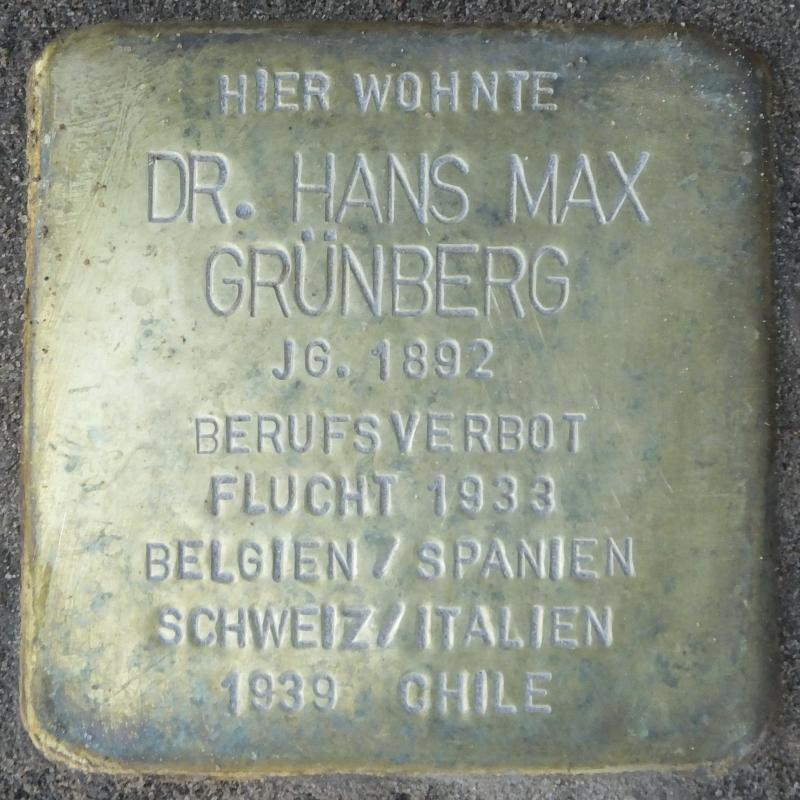 HIER WOHNTE
DR. HANS MAX
GRÜNBERG
JG. 1892
BERUFSVERBOT
FLUCHT 1933
BELGIEN / SPANIEN
SCHWEIZ/ITALIEN
1939 CHILE